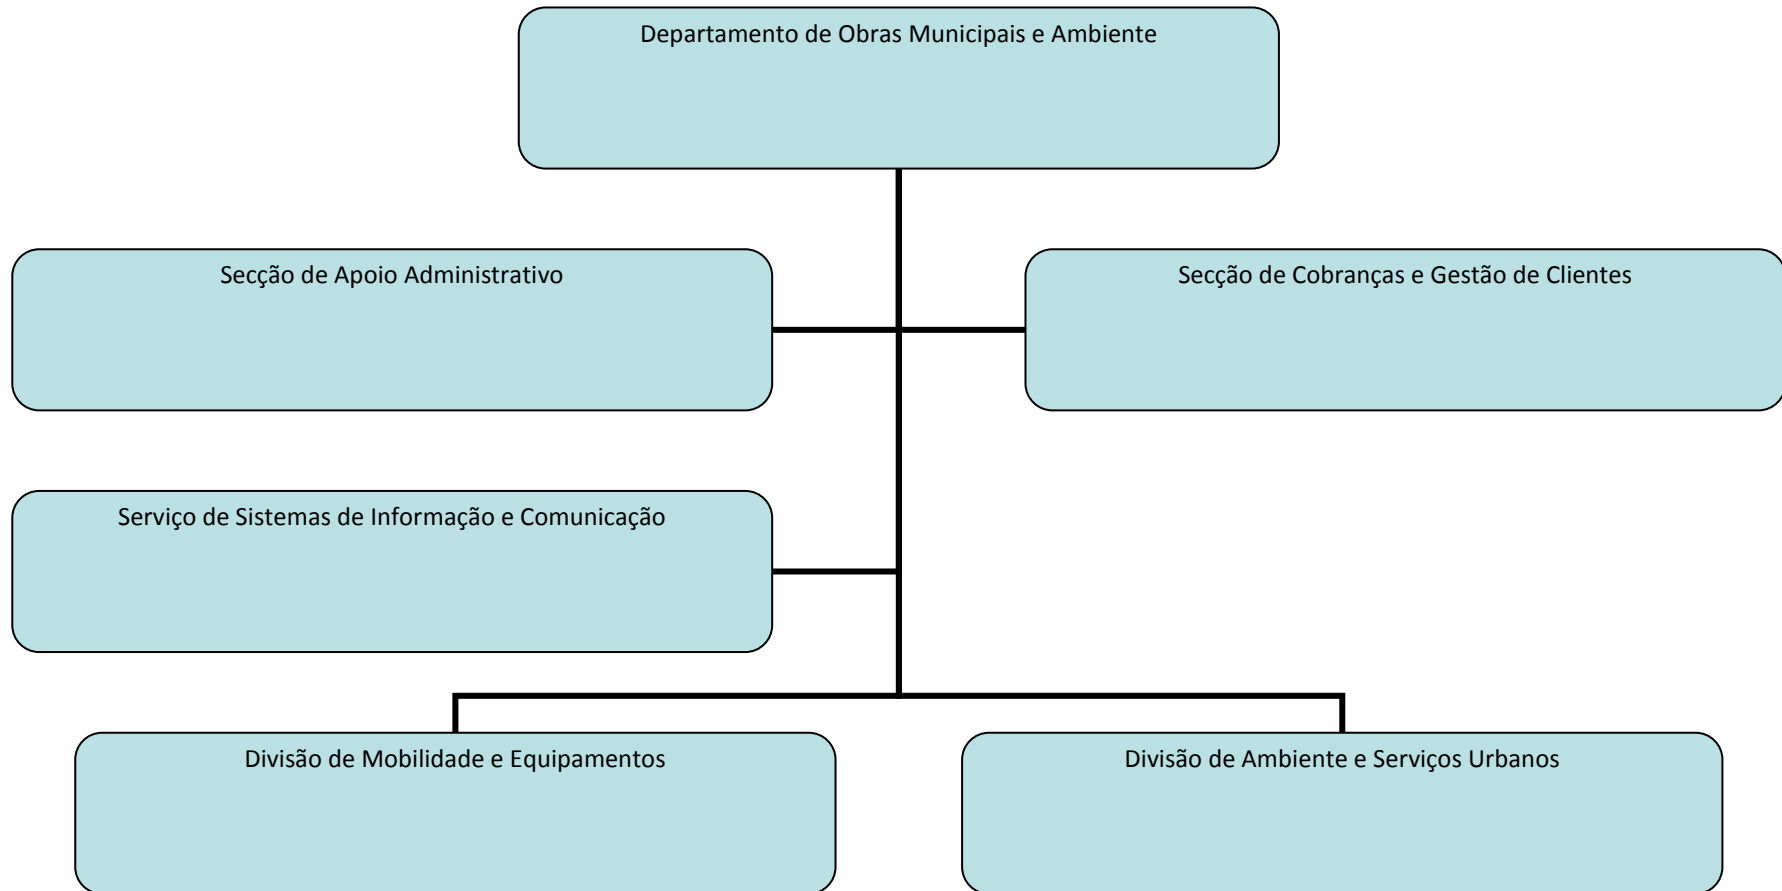 Departamento de Obras Municipais e Ambiente
Secção de Apoio Administrativo
Secção de Cobranças e Gestão de Clientes
Serviço de Sistemas de Informação e Comunicação
Divisão de Mobilidade e Equipamentos
Divisão de Ambiente e Serviços Urbanos